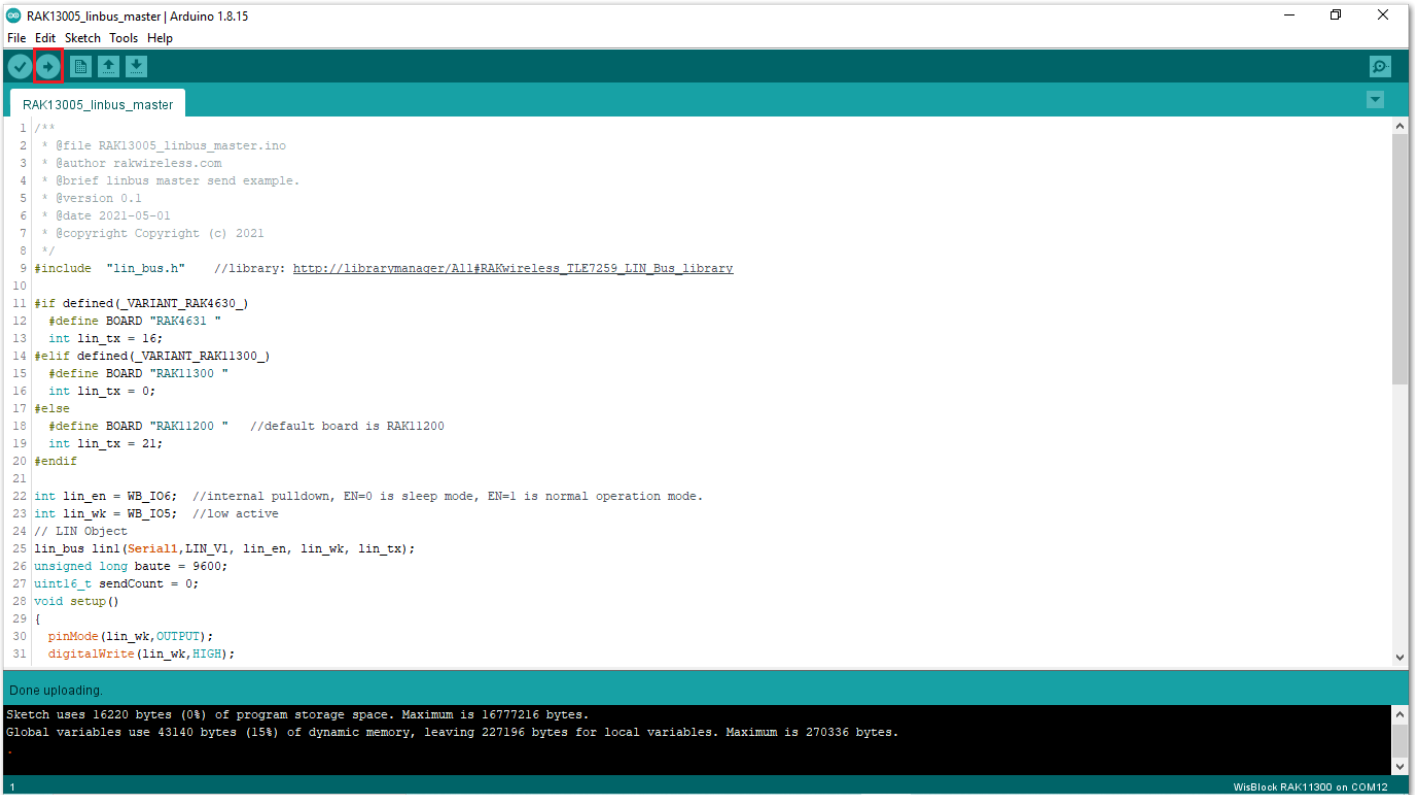 RAK13005_linbus_master | Arduino 1.8.15
File Edit Sketch Tools Help
RAK13005_linbus_master
1 /**
2 * @file RAK13005_linbus_master.ino
3 * @author rakwireless.com
4 * @brief linbus master send example.
5 * @version 0.1
6 * @date 2021-05-01
7 * @copyright Copyright (c) 2021
8 */
9 #include "lin_bus.h" //library: http://librarymanager/All#RAKwireless_TLE7259_LIN_Bus_library
10
11 #if defined(_VARIANT_RAK4630_)
12 #define BOARD "RAK4631 "
13 int lin_tx = 16;
14 #elif defined(_VARIANT_RAK11300_)
15 #define BOARD "RAK11300 "
16 int lin_tx = 0;
17 #else
18 #define BOARD "RAK11200 " //default board is RAK11200
19 int lin_tx = 21;
20 #endif
21
22 int lin_en = WB_IO6; //internal pulldown, EN=0 is sleep mode, EN=1 is normal operation mode.
23 int lin_wk = WB_IO5; //low active
24 // LIN Object
25 lin_bus lin1(Serial1,LIN_V1, lin_en, lin_wk, lin_tx);
26 unsigned long baute = 9600;
27 uint16_t sendCount = 0;
28 void setup()
29 {
30 pinMode(lin_wk,OUTPUT);
31 digitalWrite(lin_wk,HIGH);
Done uploading.
Sketch uses 16220 bytes (0%) of program storage space. Maximum is 16777216 bytes.
Global variables use 43140 bytes (15%) of dynamic memory, leaving 227196 bytes for local variables. Maximum is 270336 bytes.
.
1 WisBlock RAK11300 on COM12